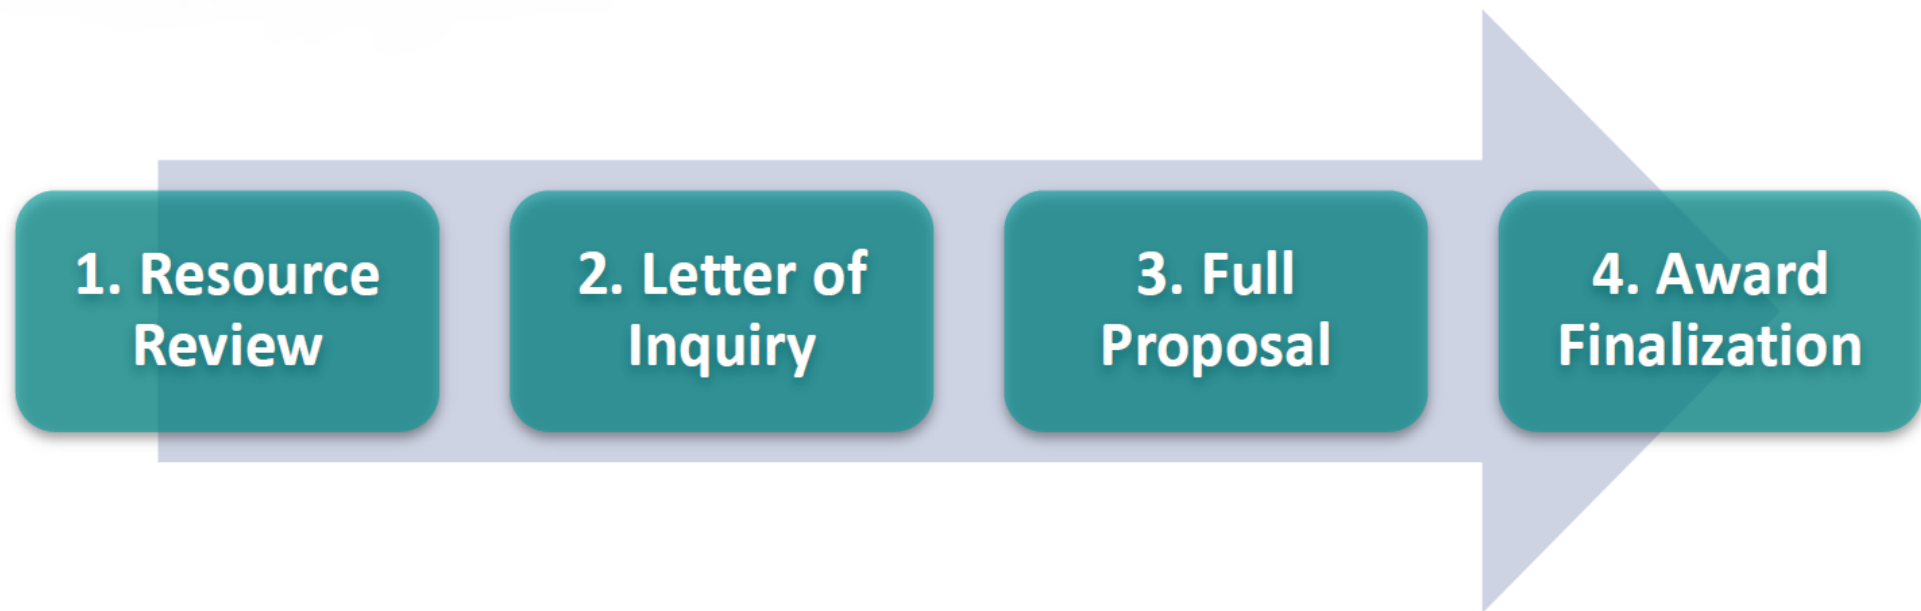 1. Resource
Review
2. Letter of
Inquiry
3. Full
Proposal
4. Award
Finalization